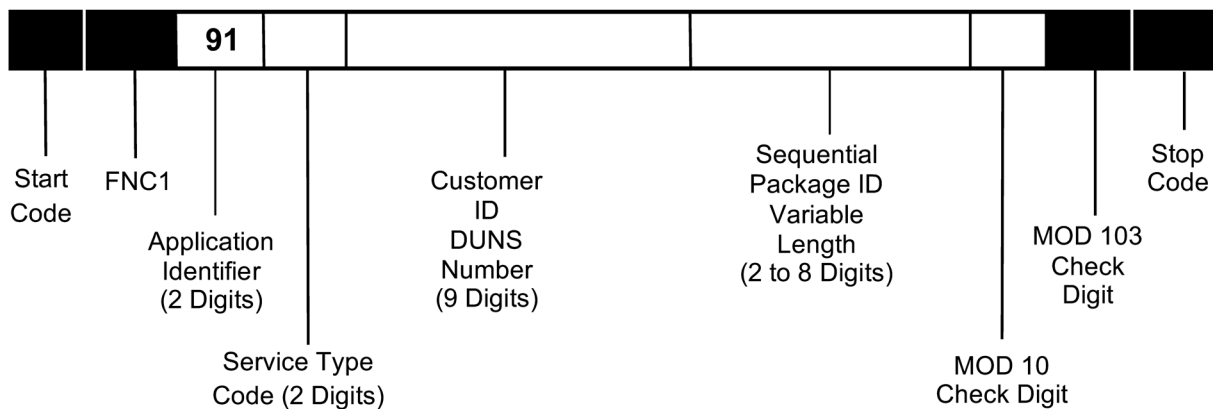 91
Start
Code
FNC1
Application
Identifier
(2 Digits)
Service Type
Code (2 Digits)
Customer
ID
DUNS
Number
(9 Digits)
Sequential
Package ID
Variable
Length
(2 to 8 Digits)
MOD 10
Check Digit
MOD 103
Check
Digit
Stop
Code